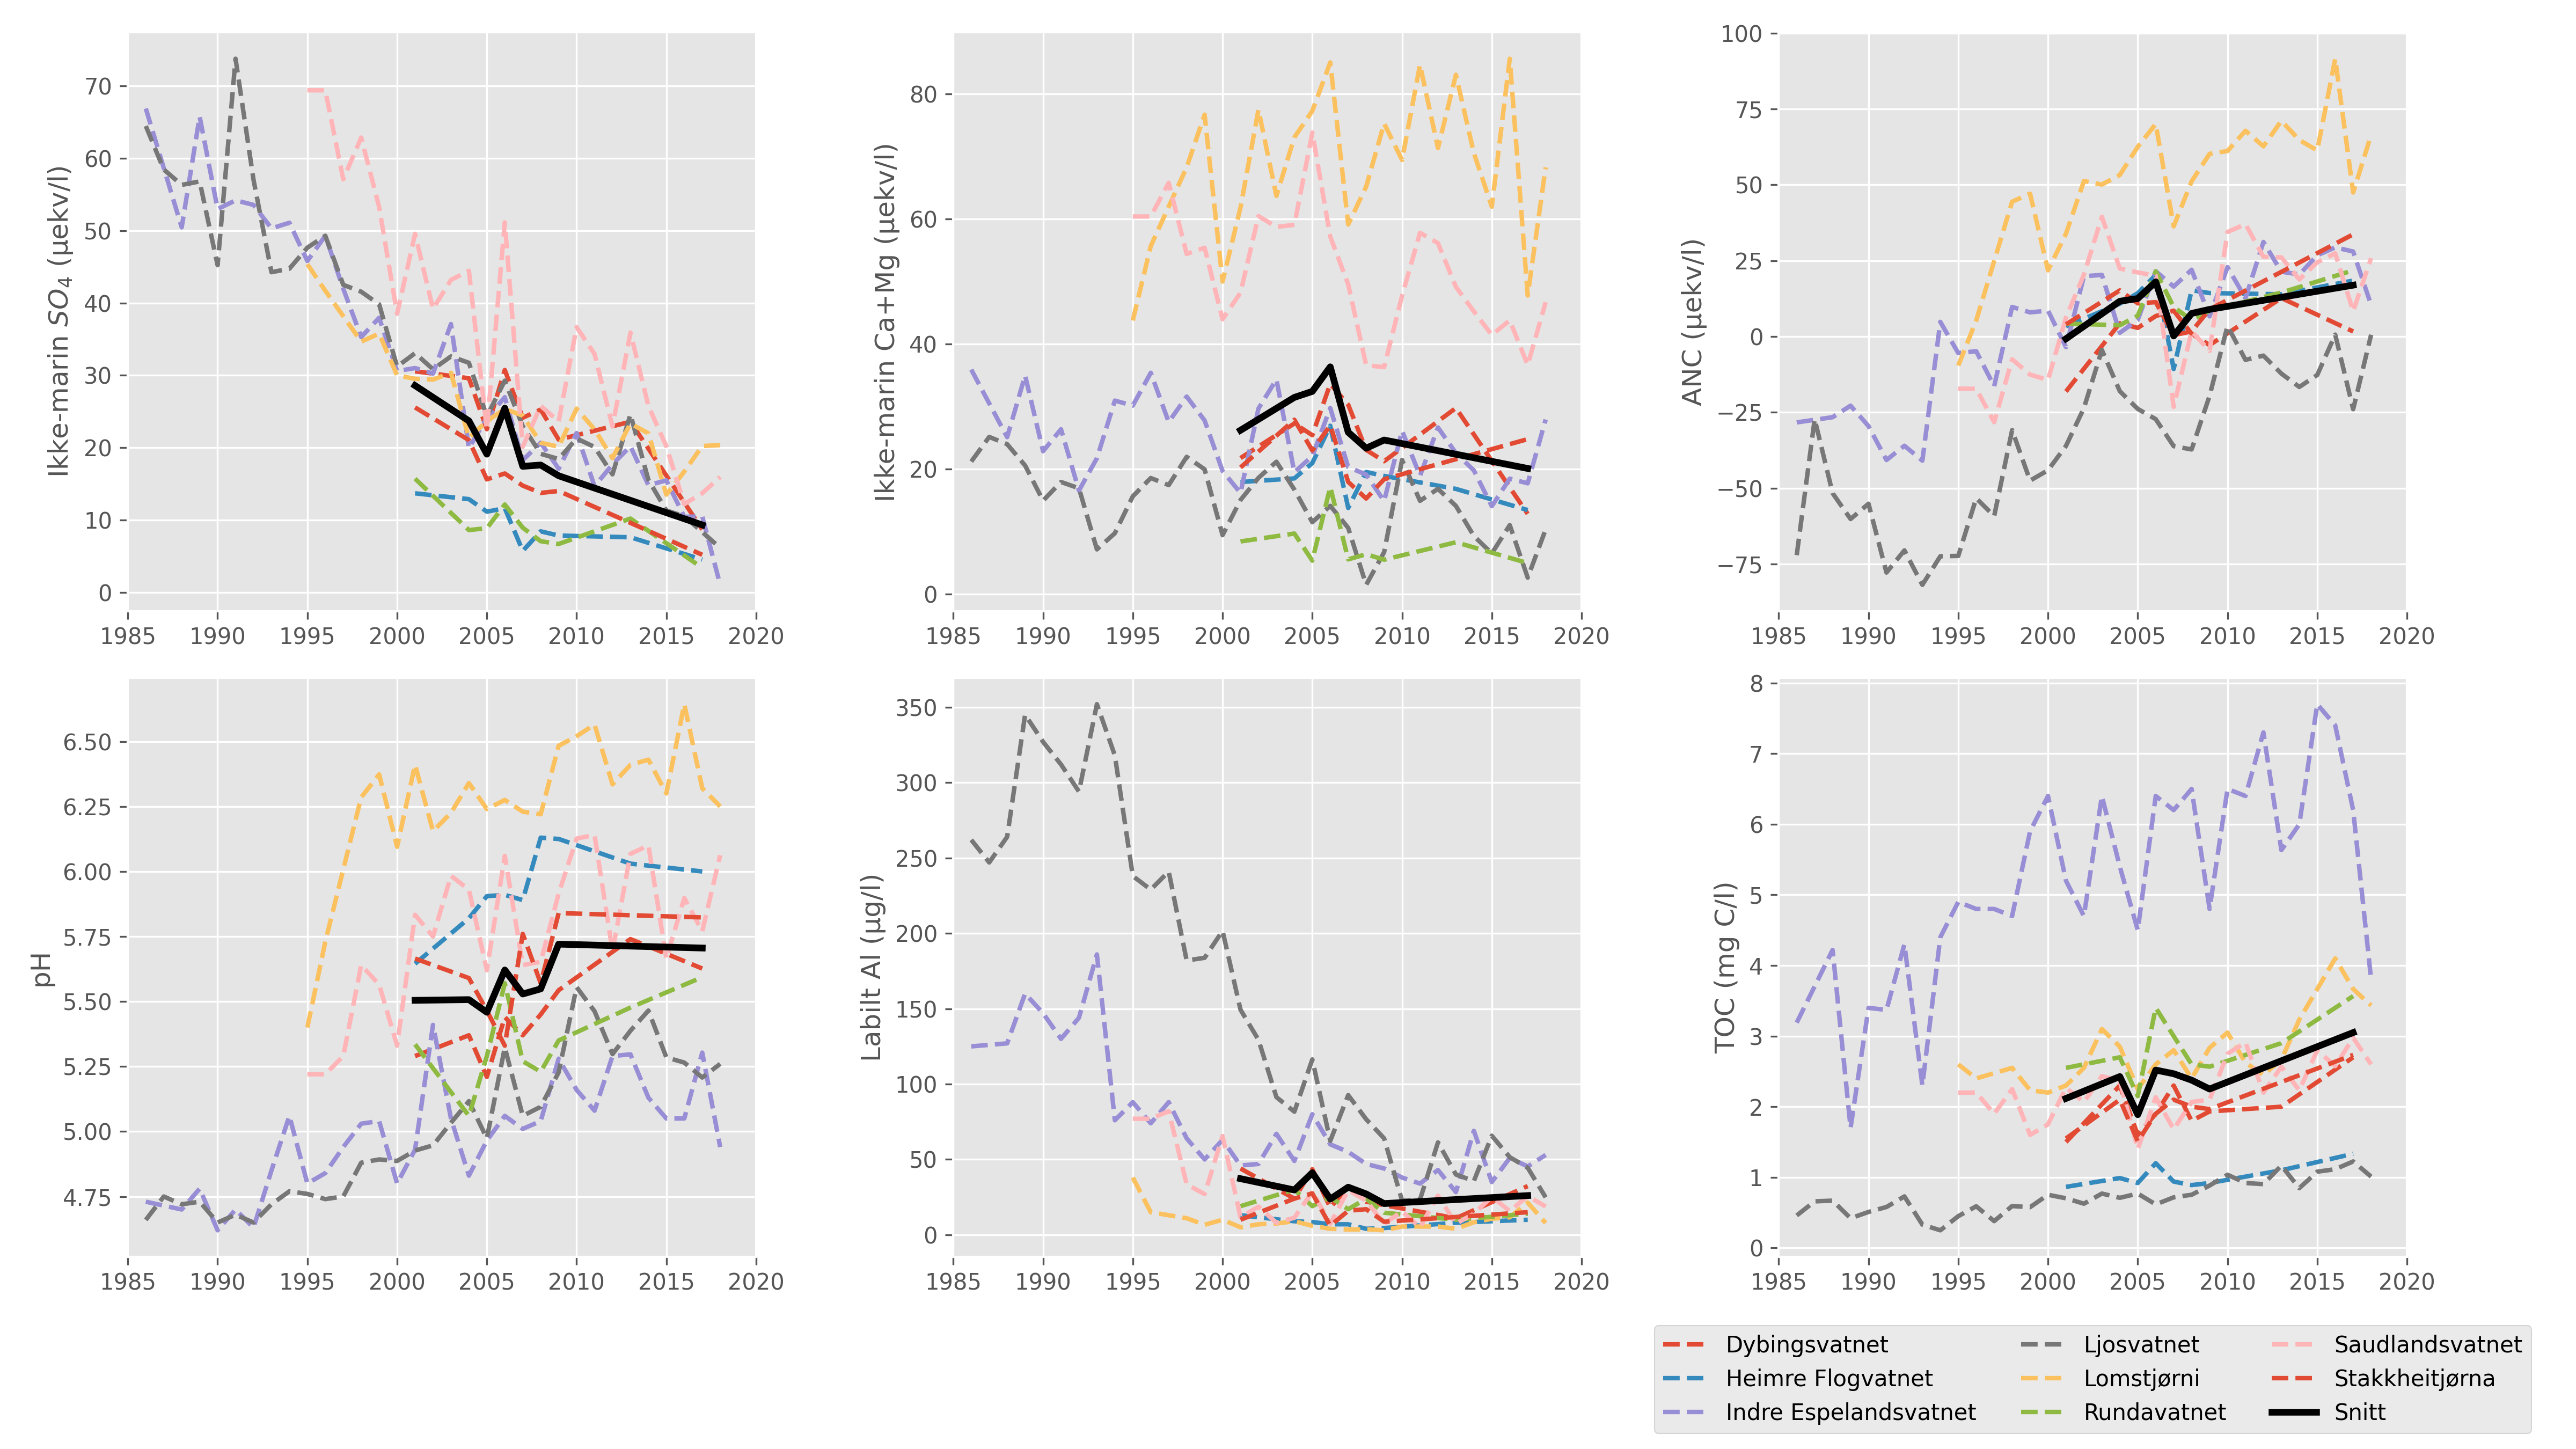 70
60
50
40
30
20
10
0
Ikke-marin SO4 (µekv/l)
1985 1990 1995 2000 2005 2010 2015 2020
80
60
40
20
0
Ikke-marin Ca+Mg (µekv/l)
1985 1990 1995 2000 2005 2010 2015 2020
100
75
50
25
0
−25
−50
−75
ANC (µekv/l)
1985 1990 1995 2000 2005 2010 2015 2020
6.50
6.25
6.00
5.75
5.50
5.25
5.00
4.75
pH
1985 1990 1995 2000 2005 2010 2015 2020
350
300
250
200
150
100
50
0
Labilt Al (µg/l)
1985 1990 1995 2000 2005 2010 2015 2020
8
7
6
5
4
3
2
1
0
TOC (mg C/l)
1985 1990 1995 2000 2005 2010 2015 2020
Dybingsvatnet
Heimre Flogvatnet
Indre Espelandsvatnet
Ljosvatnet
Lomstjørni
Rundavatnet
Saudlandsvatnet
Stakkheitjørna
Snitt